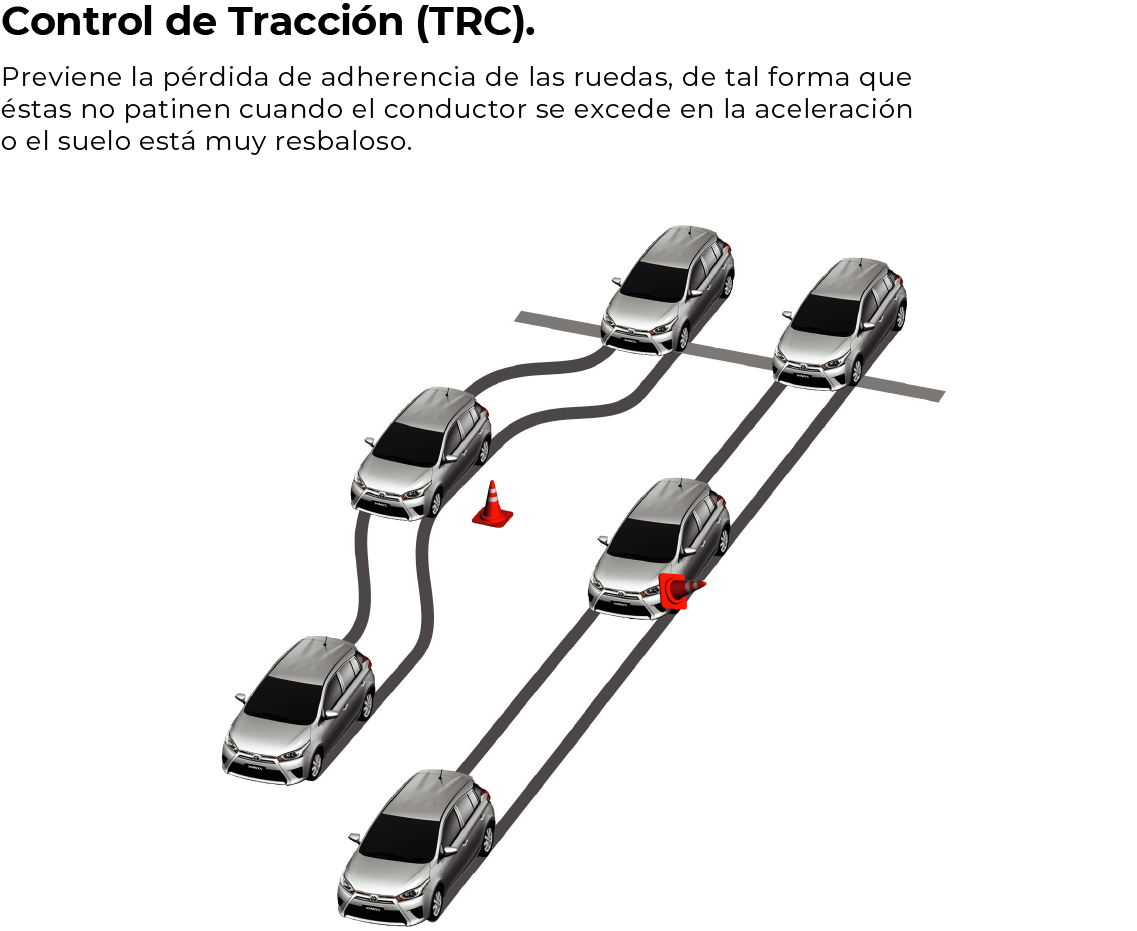 Control de Tracción (TRC).
Previene la pérdida de adherencia de las ruedas, de tal forma que
éstas no patinen cuando el conductor se excede en la aceleración
o el suelo está muy resbaloso.